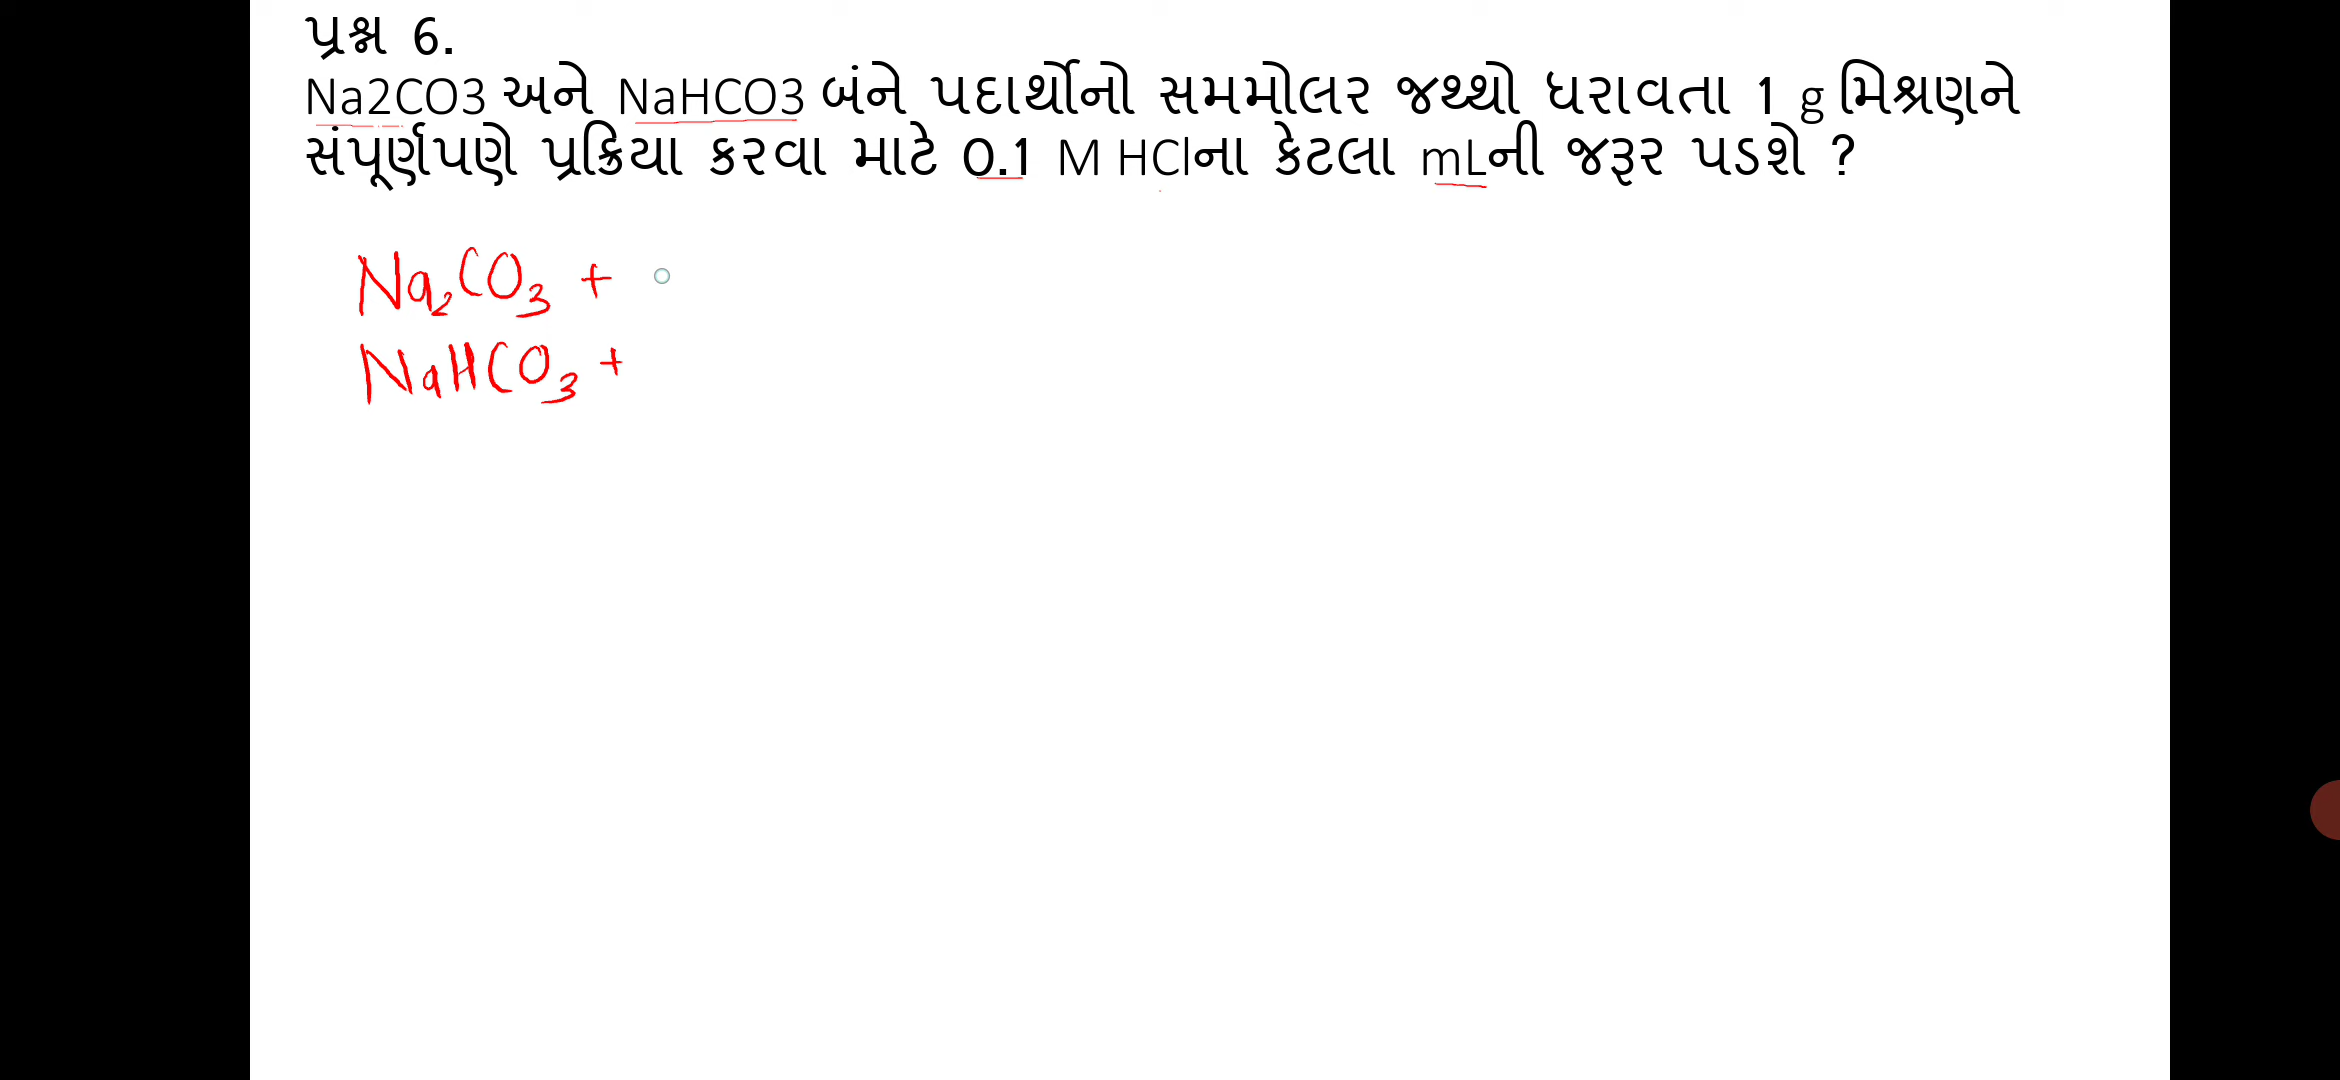 પ્રશ્ન 6.
Na2CO3 અને NaHCO3 બંને પદાર્થોનો સમમોલર જથ્થો ધરાવતા 1 g મિશ્રણને
સંપૂર્ણપણે પ્રક્રિયા કરવા માટે 0.1 M HClના કેટલા mLની જરૂર પડશે ?
Na₂CO₃ +
NaHCO₃ +